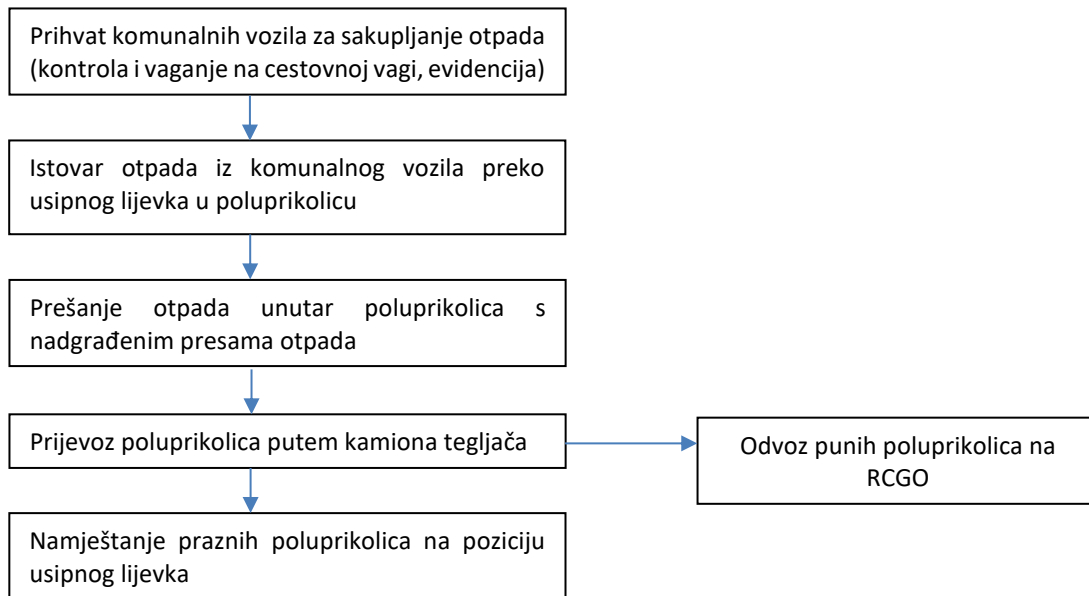 Prihvat komunalnih vozila za sakupljanje otpada
(kontrola i vaganje na cestovnoj vagi, evidencija)
Istovar otpada iz komunalnog vozila preko
usipnog lijevka u poluprikolicu
Prešanje otpada unutar poluprikolica s
nadgrađenim presama otpada
Prijevoz poluprikolica putem kamiona tegljača
Odvoz punih poluprikolica na
RCGO
Namještanje praznih poluprikolica na poziciju
usipnog lijevka